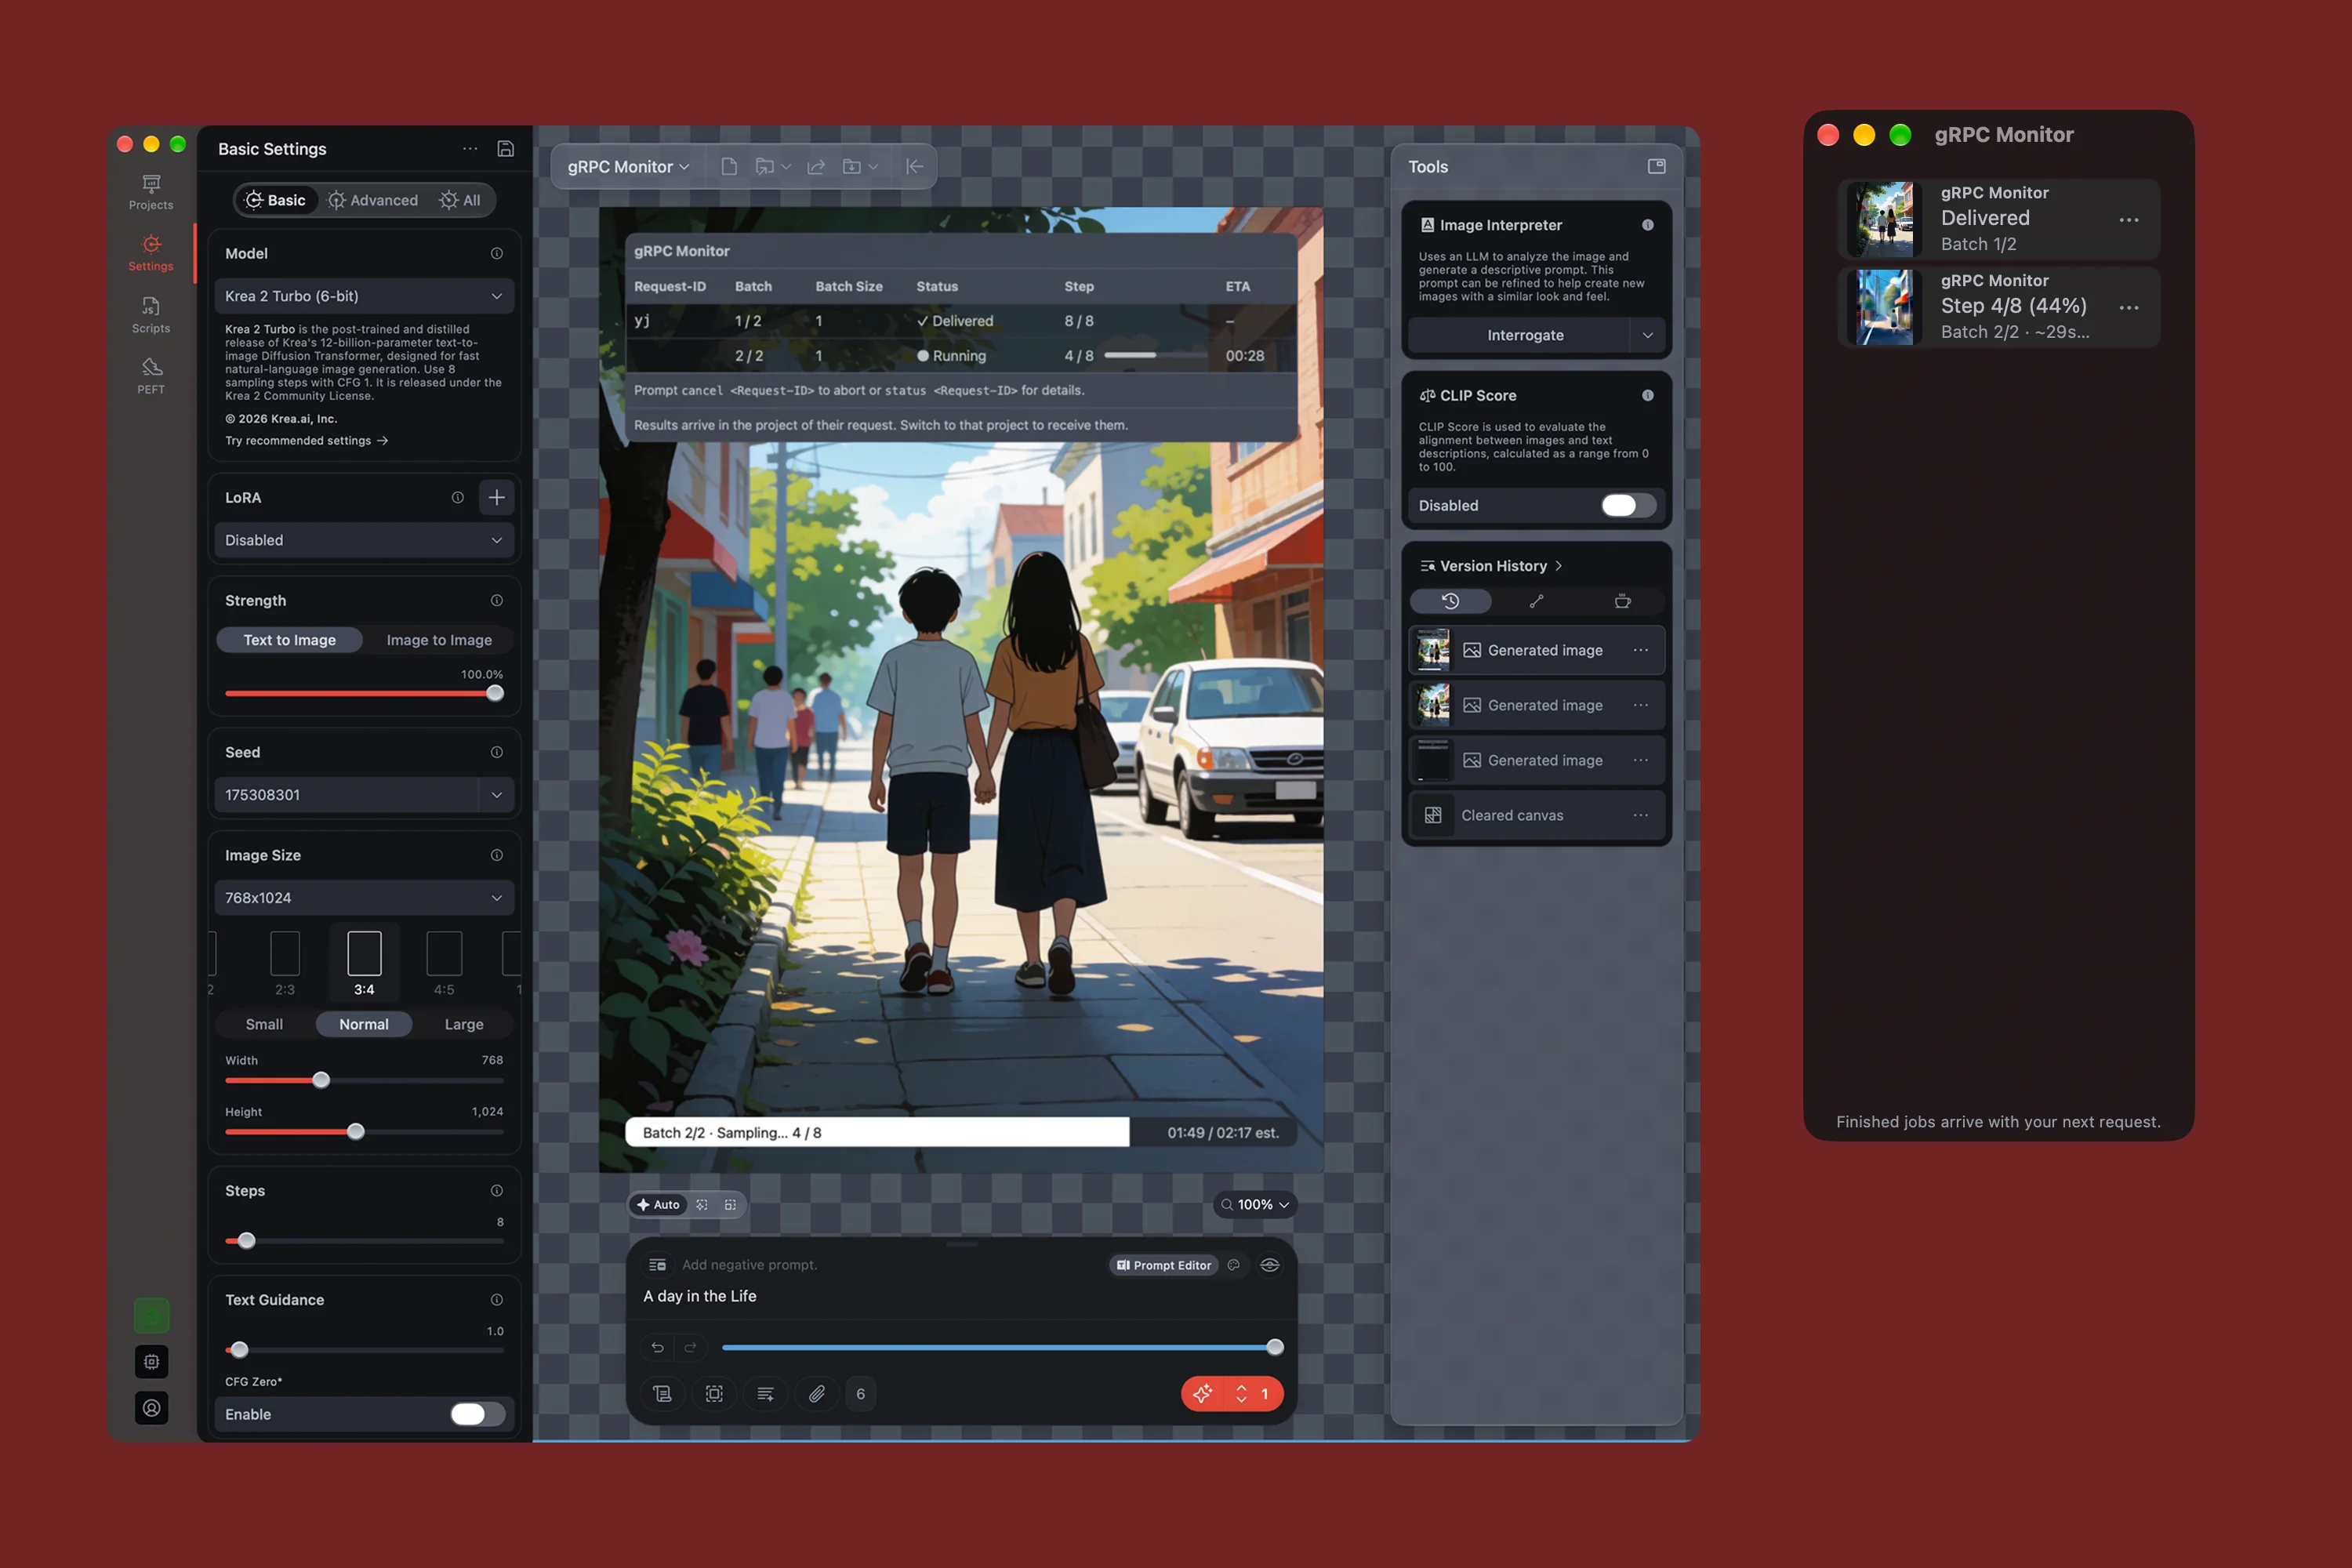 Projects
Settings
Scripts
PEFT
Basic Settings
Basic
Advanced
All
Model
Krea 2 Turbo (6-bit)
Krea 2 Turbo is the post-trained and distilled
release of Krea's 12-billion-parameter text-to-
image Diffusion Transformer, designed for fast
natural-language image generation. Use 8
sampling steps with CFG 1. It is released under the
Krea 2 Community License.
© 2026 Krea.ai, Inc.
Try recommended settings →
LoRA
Disabled
Strength
Text to Image
Image to Image
100.0%
Seed
175308301
Image Size
768x1024
2
2:3
3:4
4:5
1
Small
Normal
Large
Width
768
Height
1,024
Steps
8
Text Guidance
1.0
CFG Zero*
Enable
gRPC Monitor
gRPC Monitor
Request-ID Batch Batch Size Status Step ETA
yj 1 / 2 1 ✓ Delivered 8 / 8 –
2 / 2 1 ● Running 4 / 8 00:28
Prompt cancel <Request-ID> to abort or status <Request-ID> for details.
Results arrive in the project of their request. Switch to that project to receive them.
Batch 2/2 · Sampling... 4 / 8
01:49 / 02:17 est.
Auto
100%
Add negative prompt.
Prompt Editor
A day in the Life
6
1
Tools
Image Interpreter
Uses an LLM to analyze the image and
generate a descriptive prompt. This
prompt can be refined to help create new
images with a similar look and feel.
Interrogate
CLIP Score
CLIP Score is used to evaluate the
alignment between images and text
descriptions, calculated as a range from 0
to 100.
Disabled
Version History
Generated image
Generated image
Generated image
Cleared canvas
gRPC Monitor
gRPC Monitor
Delivered
Batch 1/2
gRPC Monitor
Step 4/8 (44%)
Batch 2/2 · ~29s...
Finished jobs arrive with your next request.